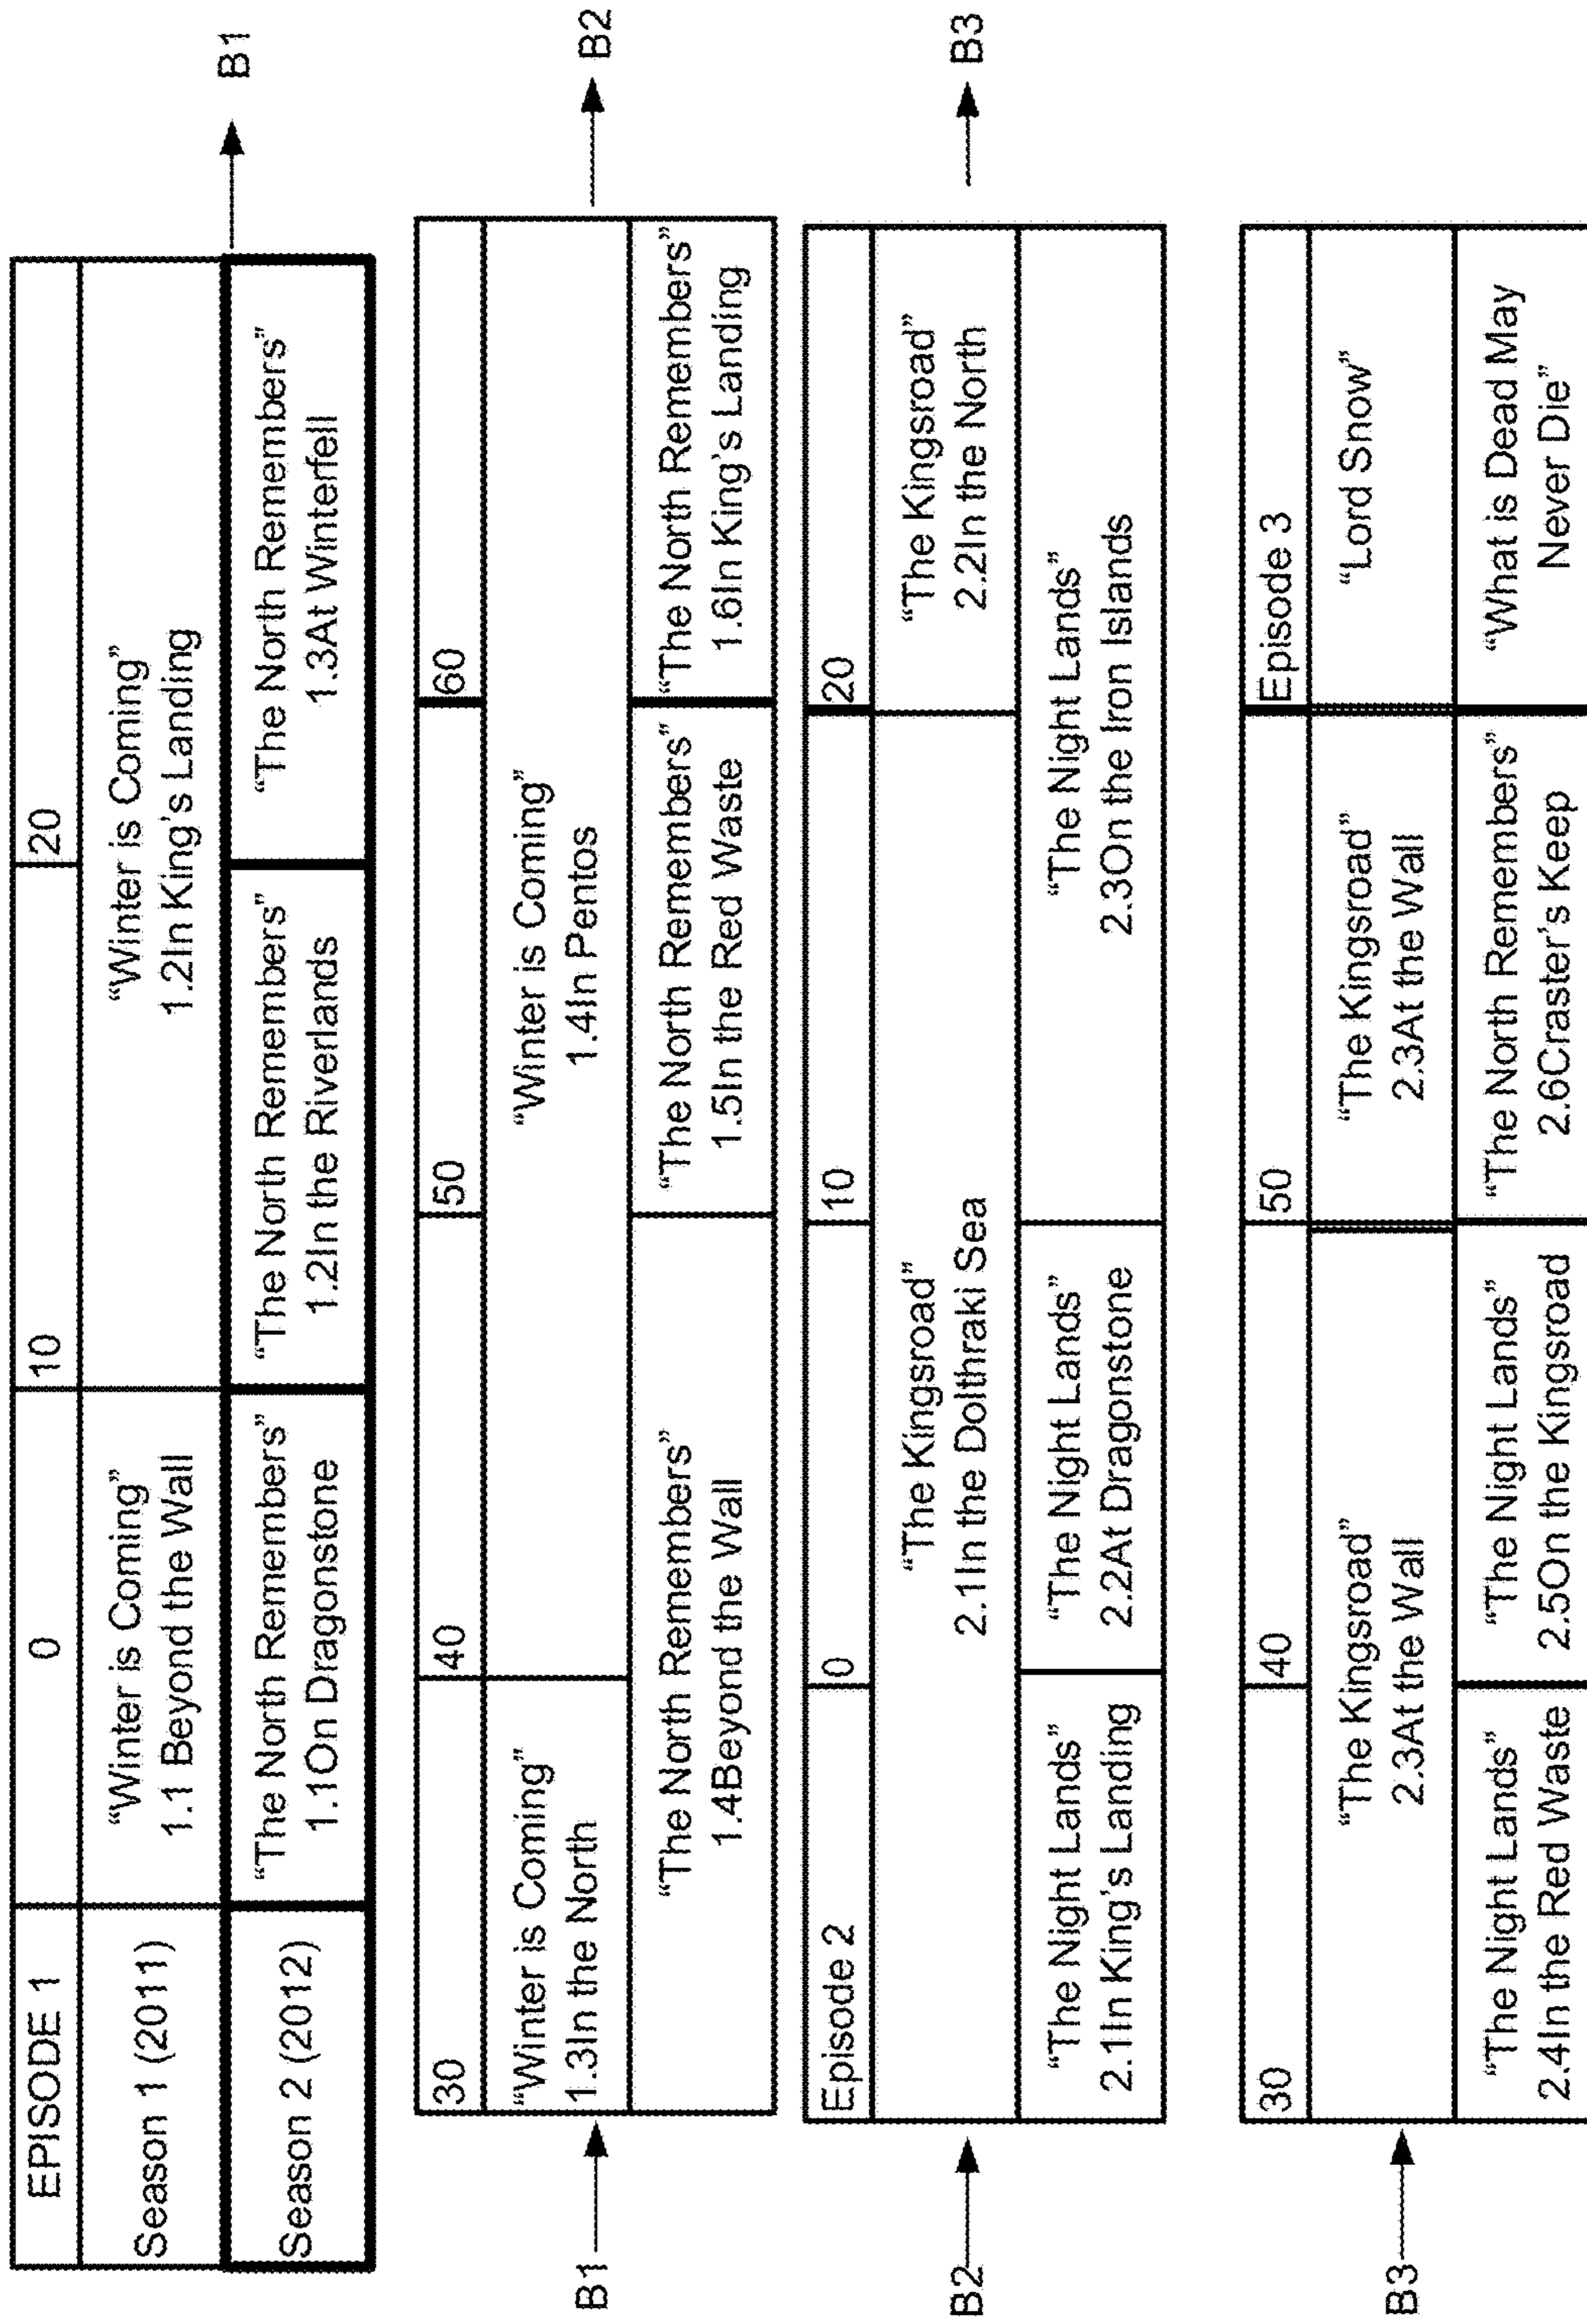 EPISODE 1
0
10
20
Season 1 (2011)
“Winter is Coming”
1.1 Beyond the Wall
“Winter is Coming”
1.2In King's Landing
Season 2 (2012)
“The North Remembers”
1.1On Dragonstone
“The North Remembers”
1.2In the Riverlands
“The North Remembers”
1.3At Winterfell
B1
B1
30
40
50
60
“Winter is Coming”
1.3In the North
“Winter is Coming”
1.4In Pentos
“The North Remembers”
1.4Beyond the Wall
“The North Remembers”
1.5In the Red Waste
“The North Remembers”
1.6In King's Landing
B2
B2
Episode 2
0
10
20
“The Kingsroad”
2.1In the Dolthraki Sea
“The Kingsroad”
2.2In the North
“The Night Lands”
2.1In King's Landing
“The Night Lands”
2.2At Dragonstone
“The Night Lands”
2.3On the Iron Islands
B3
B3
30
40
50
Episode 3
“The Kingsroad”
2.3At the Wall
“The Kingsroad”
2.3At the Wall
“Lord Snow”
“The Night Lands”
2.4In the Red Waste
“The Night Lands”
2.5On the Kingsroad
“The North Remembers”
2.6Craster's Keep
“What is Dead May
Never Die”